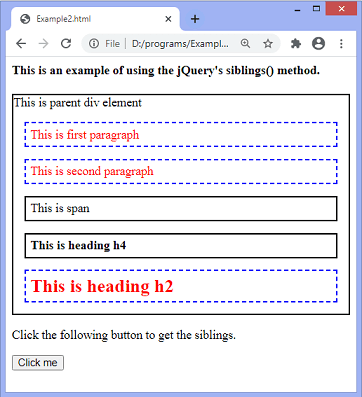 Example2.html
File
D:/programs/Exampl...
This is an example of using the jQuery's siblings() method.
This is parent div element
This is first paragraph
This is second paragraph
This is span
This is heading h4
This is heading h2
Click the following button to get the siblings.
Click me